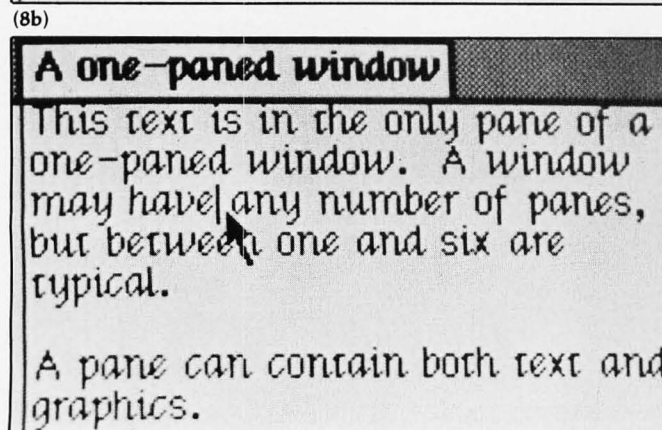 (8b)
A one-paned window
This text is in the only pane of a
one-paned window.  A window
may have any number of panes,
but between one and six are
typical.
A pane can contain both text and
graphics.